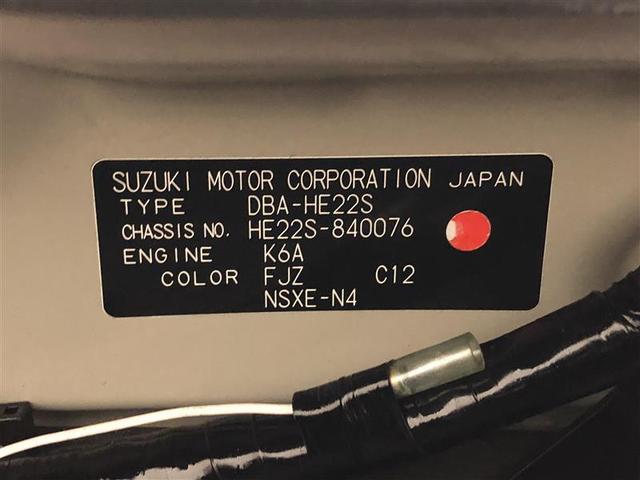 SUZUKI MOTOR CORPORATION JAPAN
TYPE DBA-HE22S
CHASSIS NO. HE22S-840076
ENGINE K6A
COLOR FJZ C12
NSXE-N4